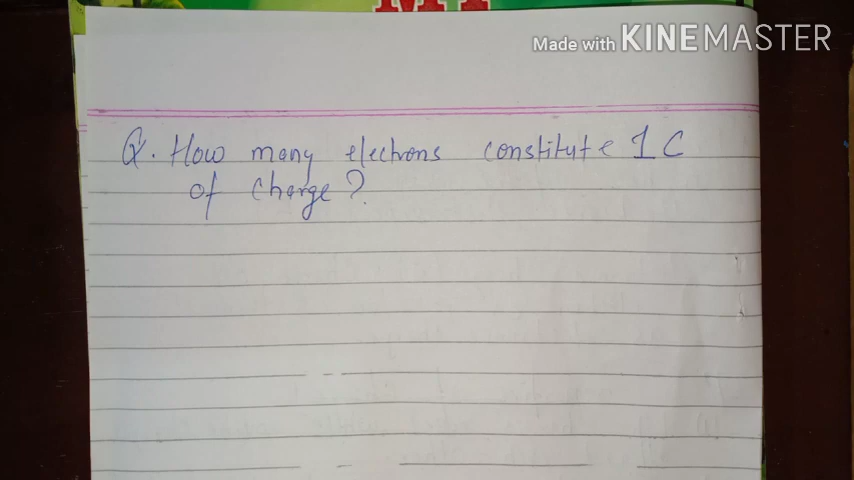 Made with KINEMASTER
Q. How many electrons constitute 1 C
of charge?